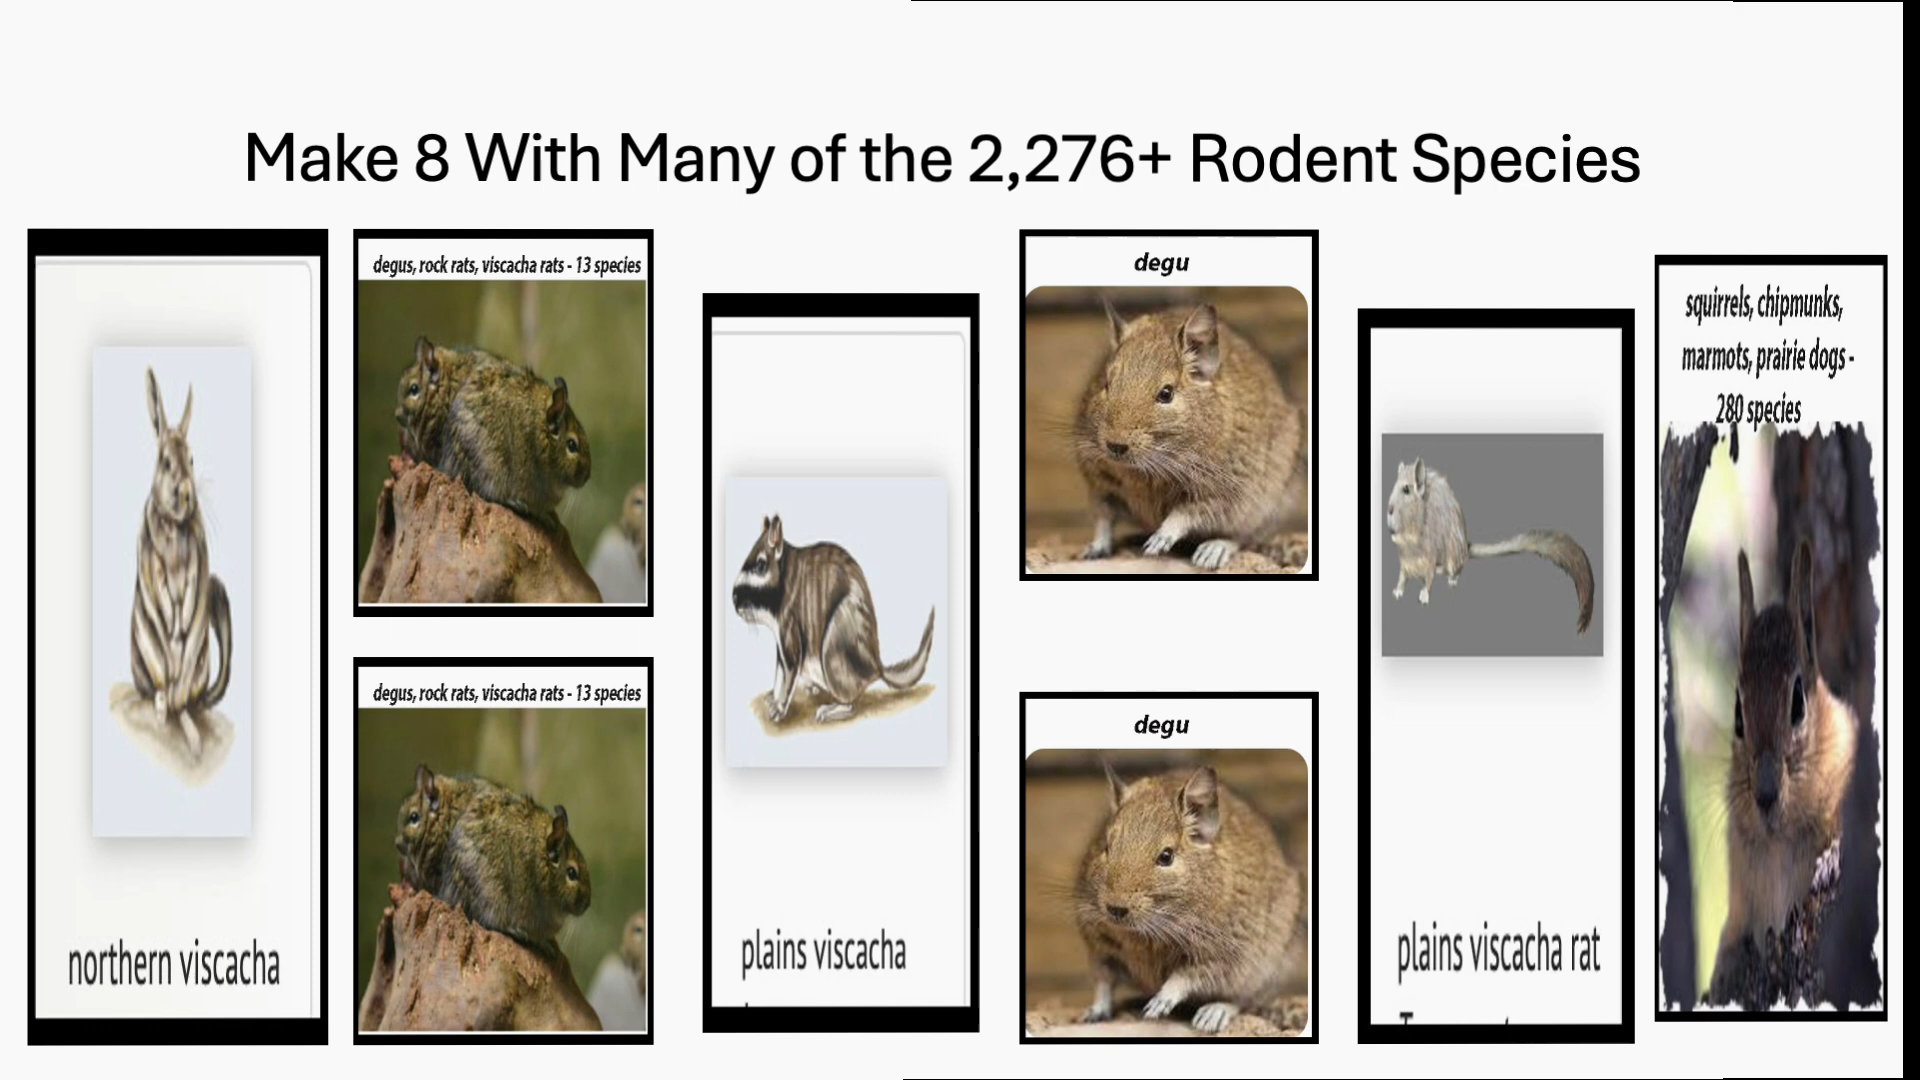 Make 8 With Many of the 2,276+ Rodent Species
northern viscacha
degus, rock rats, viscacha rats - 13 species
degus, rock rats, viscacha rats - 13 species
plains viscacha
degu
degu
plains viscacha rat
squirrels, chipmunks,
marmots, prairie dogs -
280 species